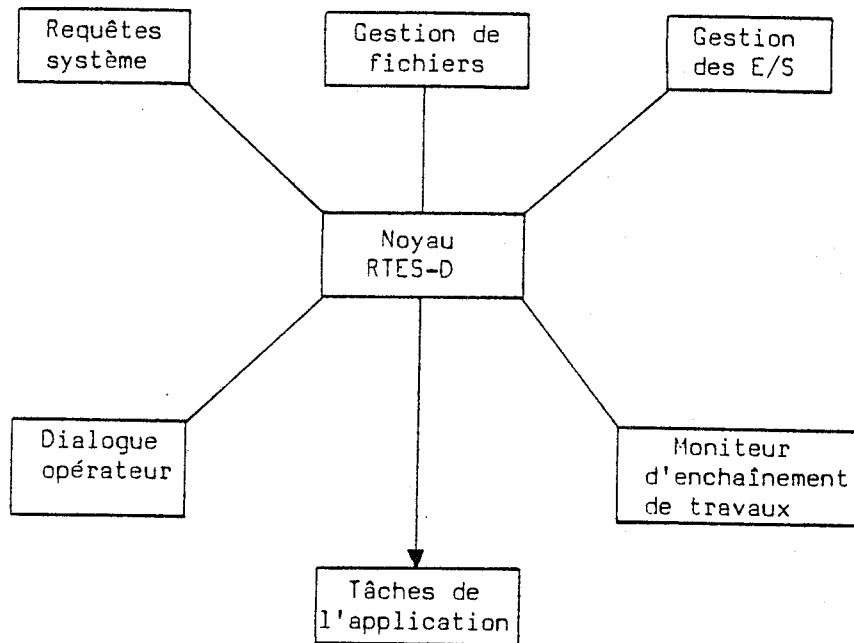 Requêtes
système
Gestion de
fichiers
Gestion
des E/S
Noyau
RTES-D
Dialogue
opérateur
Moniteur
d'enchaînement
de travaux
Tâches de
l'application